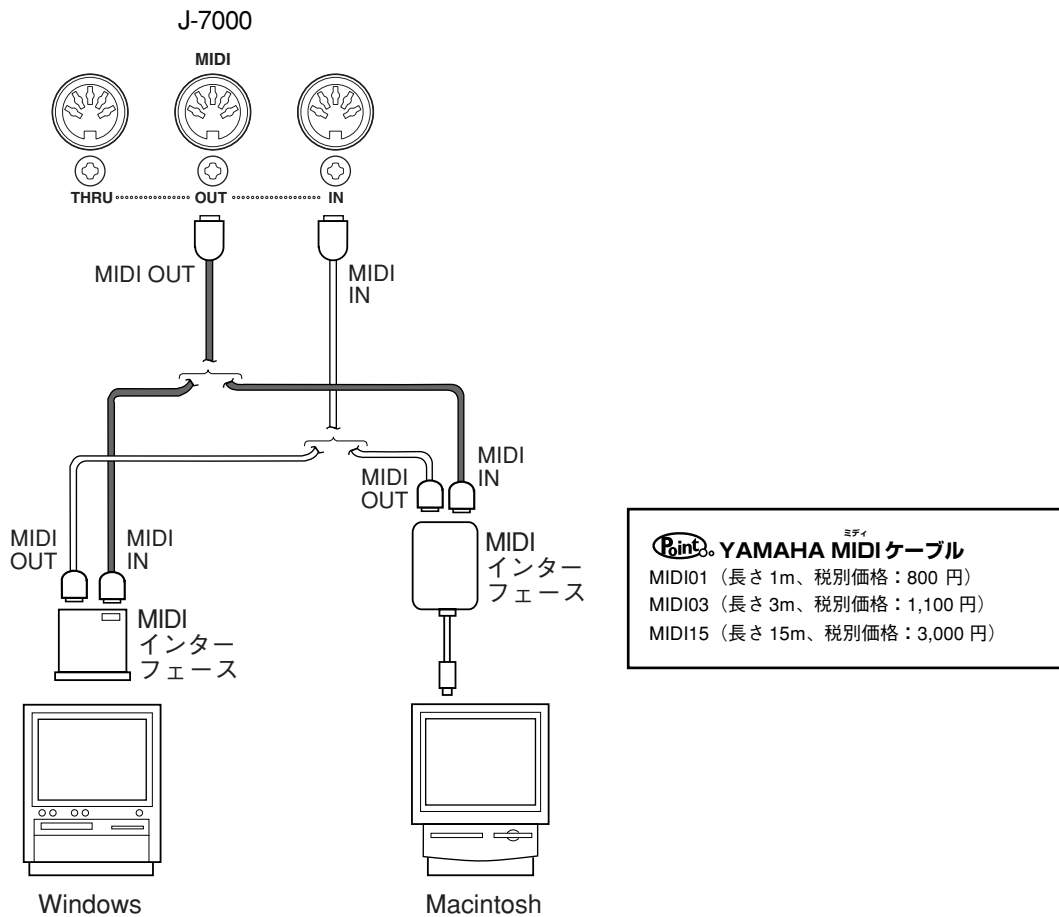 J-7000
MIDI
THRU OUT IN
MIDI OUT
MIDI
IN
MIDI
OUT
MIDI
IN
MIDI
OUT
MIDI
IN
MIDI
インター
フェース
MIDI
インター
フェース
Windows
Macintosh
ミディ
Point YAMAHA MIDIケーブル
MIDI01（長さ 1m、税別価格：800 円）
MIDI03（長さ 3m、税別価格：1,100 円）
MIDI15（長さ 15m、税別価格：3,000 円）